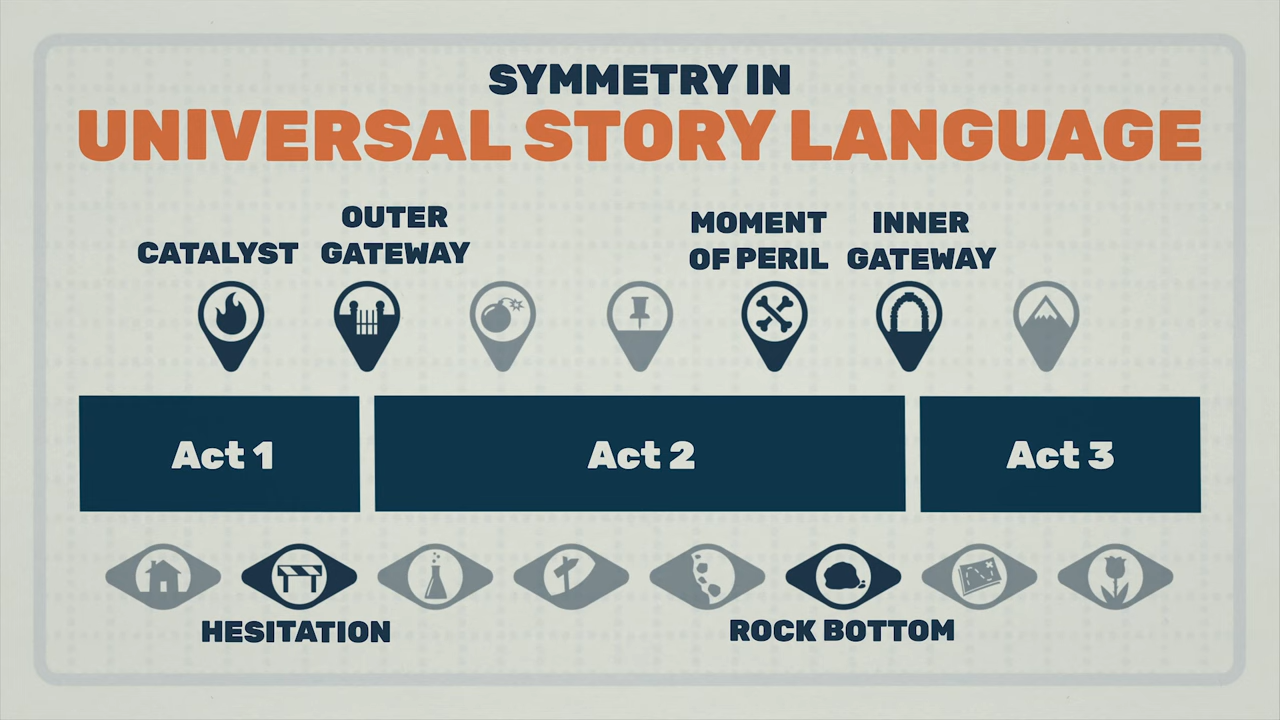 SYMMETRY IN
UNIVERSAL STORY LANGUAGE
CATALYST
OUTER
GATEWAY
MOMENT
OF PERIL
INNER
GATEWAY
Act 1
Act 2
Act 3
HESITATION
ROCK BOTTOM